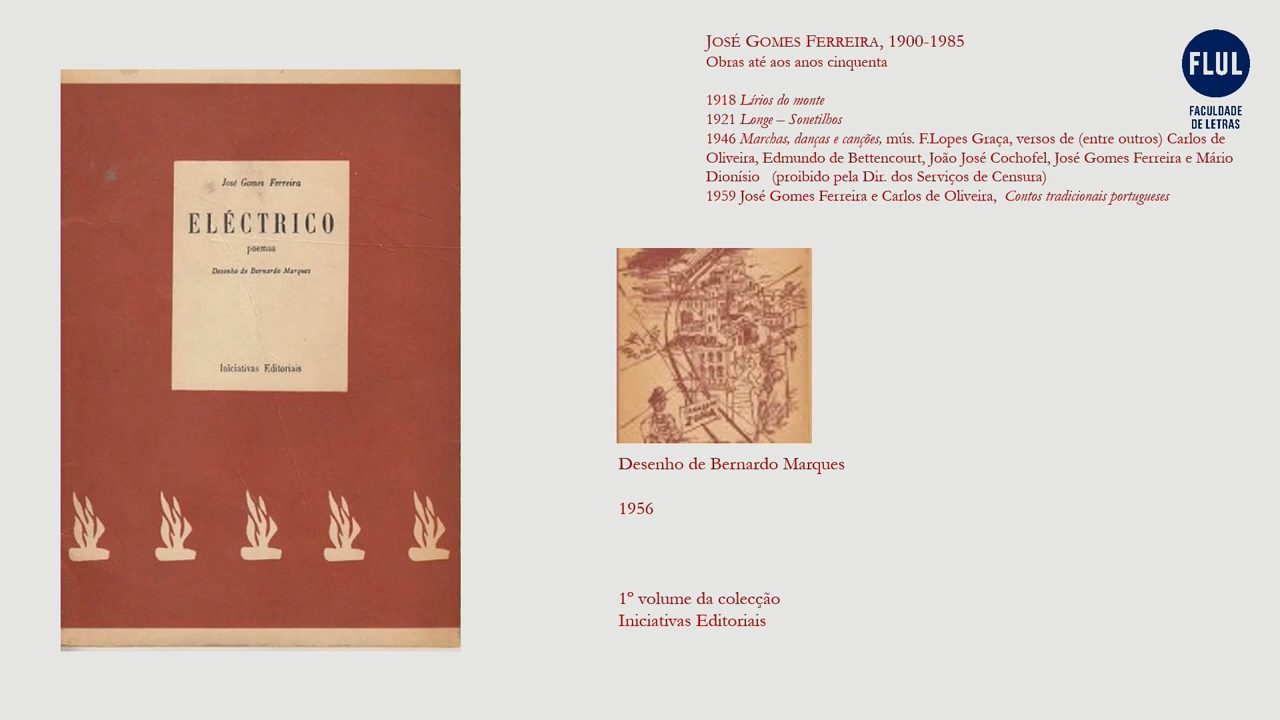 José Gomes Ferreira
ELÉCTRICO
poemas
Desenho de Bernardo Marques
Iniciativas Editoriais
JOSÉ GOMES FERREIRA, 1900-1985
Obras até aos anos cinquenta
1918 Lírios do monte
1921 Longe – Sonetilhos
1946 Marchas, danças e canções, mús. F.Lopes Graça, versos de (entre outros) Carlos de
Oliveira, Edmundo de Bettencourt, João José Cochofel, José Gomes Ferreira e Mário
Dionísio (proibido pela Dir. dos Serviços de Censura)
1959 José Gomes Ferreira e Carlos de Oliveira, Contos tradicionais portugueses
FLUL
FACULDADE
DE LETRAS
Desenho de Bernardo Marques
1956
1º volume da colecção
Iniciativas Editoriais